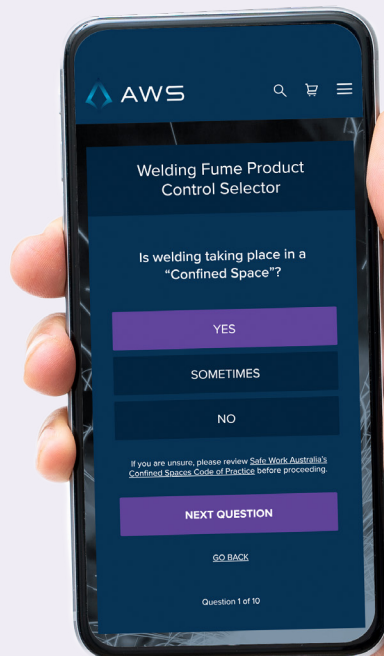 AWS
Welding Fume Product
Control Selector
Is welding taking place in a
“Confined Space”?
YES
SOMETIMES
NO
If you are unsure, please review Safe Work Australia's
Confined Spaces Code of Practice before proceeding.
NEXT QUESTION
GO BACK
Question 1 of 10